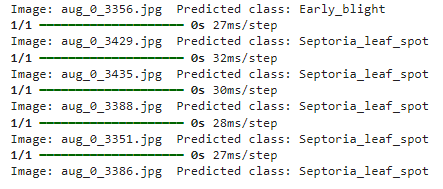 Image: aug_0_3356.jpg  Predicted class: Early_blight
1/1 ━━━━━━━━━━━━━━━━━━━━ 0s 27ms/step
Image: aug_0_3429.jpg  Predicted class: Septoria_leaf_spot
1/1 ━━━━━━━━━━━━━━━━━━━━ 0s 32ms/step
Image: aug_0_3435.jpg  Predicted class: Septoria_leaf_spot
1/1 ━━━━━━━━━━━━━━━━━━━━ 0s 30ms/step
Image: aug_0_3388.jpg  Predicted class: Septoria_leaf_spot
1/1 ━━━━━━━━━━━━━━━━━━━━ 0s 28ms/step
Image: aug_0_3351.jpg  Predicted class: Septoria_leaf_spot
1/1 ━━━━━━━━━━━━━━━━━━━━ 0s 27ms/step
Image: aug_0_3386.jpg  Predicted class: Septoria_leaf_spot